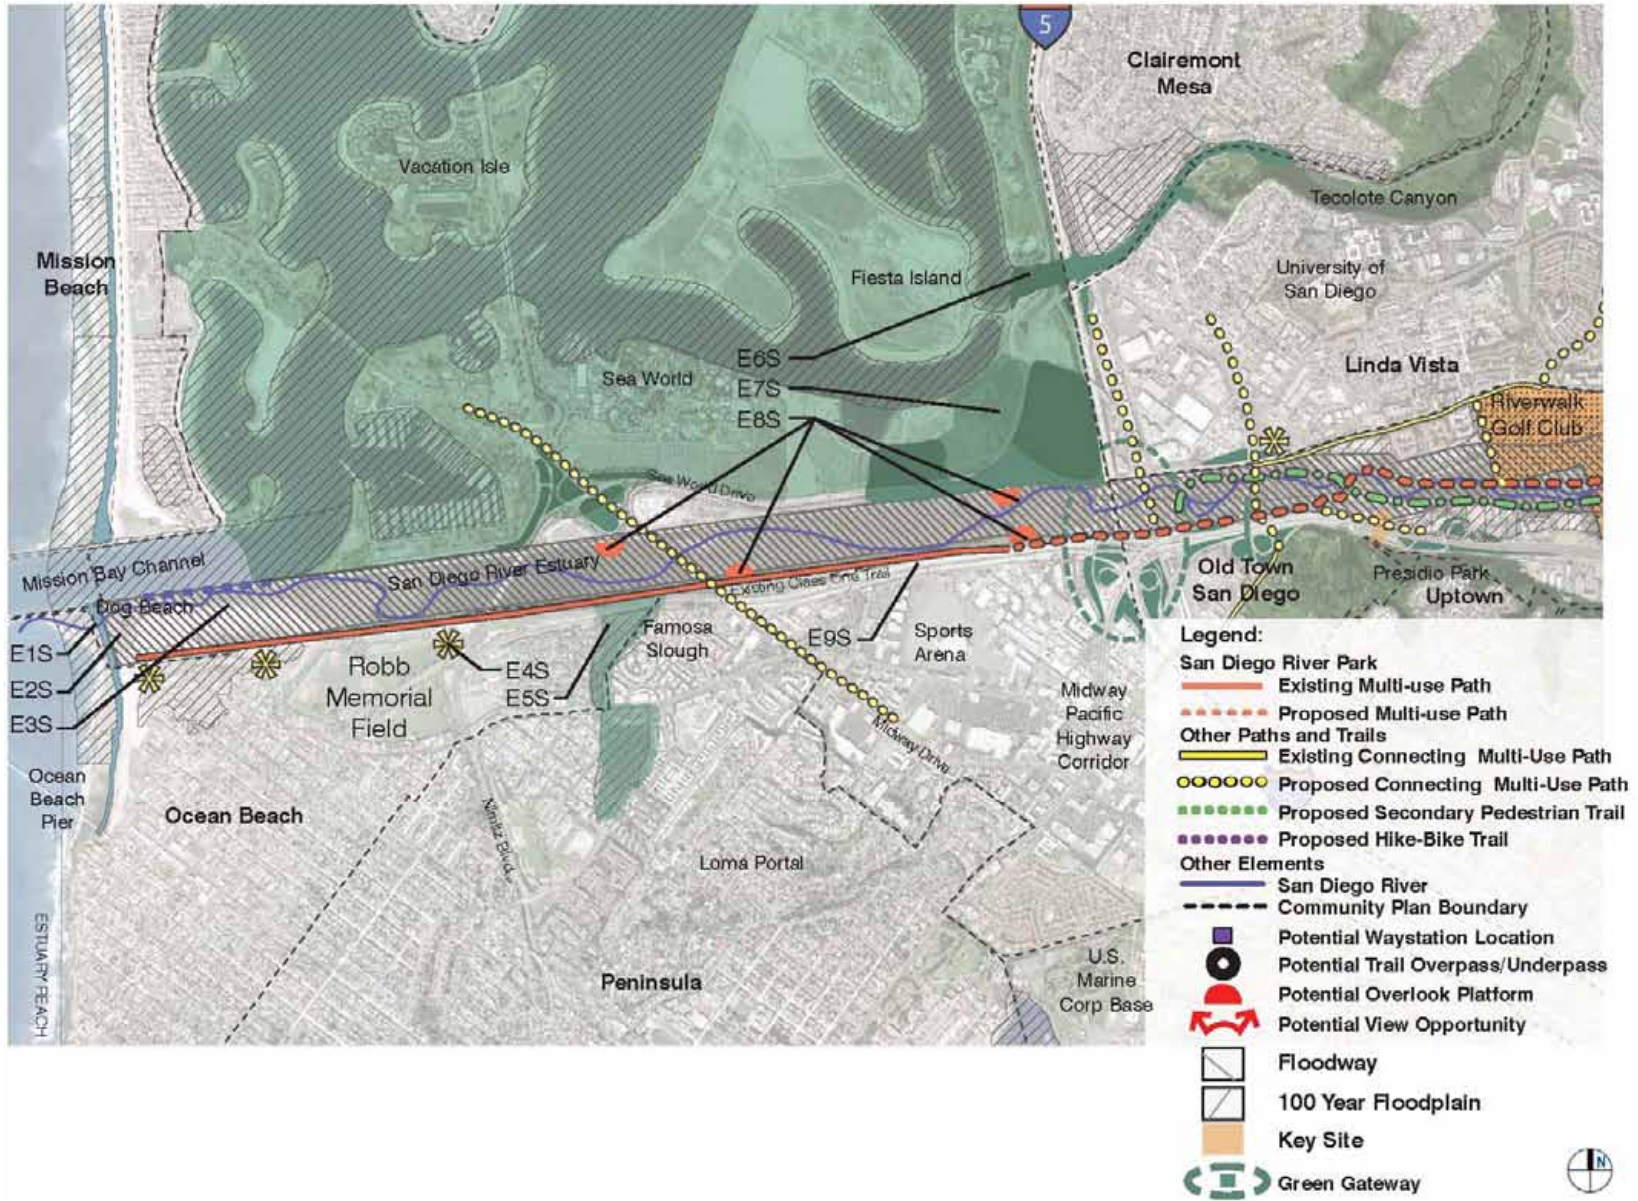 5
Clairemont
Mesa
Vacation Isle
Tecolote Canyon
Mission
Beach
University of
San Diego
Fiesta Island
E6S
Linda Vista
Sea World
E7S
Riverwalk
Golf Club
E8S
Sea World Drive
Mission Bay Channel
San Diego River Estuary
Existing Class One Trail
Old Town
San Diego
Presidio Park
Uptown
Dog Beach
E1S
E2S
E3S
Robb
Memorial
Field
E4S
E5S
Famosa
Slough
E9S
Sports
Arena
Midway
Pacific
Highway
Corridor
Midway Drive
Ocean
Beach
Pier
Ocean Beach
Nimitz Blvd.
Loma Portal
Peninsula
U.S.
Marine
Corp Base
ESTUARY REACH
Legend:
San Diego River Park
Existing Multi-use Path
Proposed Multi-use Path
Other Paths and Trails
Existing Connecting Multi-Use Path
Proposed Connecting Multi-Use Path
Proposed Secondary Pedestrian Trail
Proposed Hike-Bike Trail
Other Elements
San Diego River
Community Plan Boundary
Potential Waystation Location
Potential Trail Overpass/Underpass
Potential Overlook Platform
Potential View Opportunity
Floodway
100 Year Floodplain
Key Site
Green Gateway
N